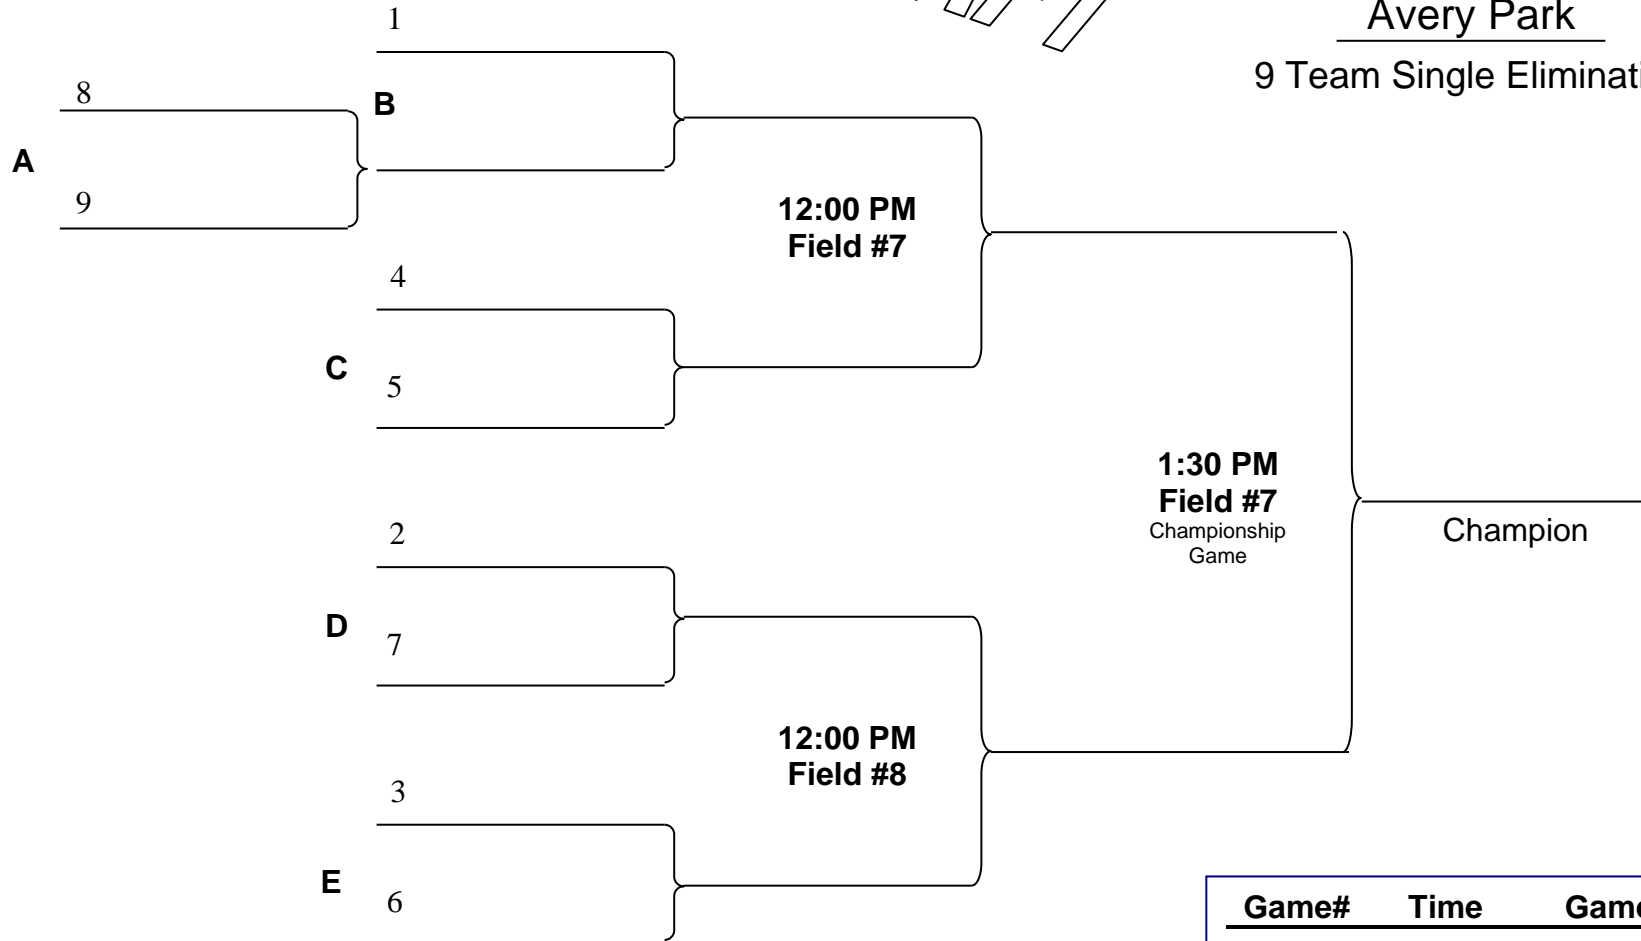 Avery Park
9 Team Single Eliminati
1
8
B
A
9
12:00 PM
Field #7
4
C
5
1:30 PM
Field #7
Championship
Game
Champion
2
D
7
12:00 PM
Field #8
3
E
6
Game# Time Game